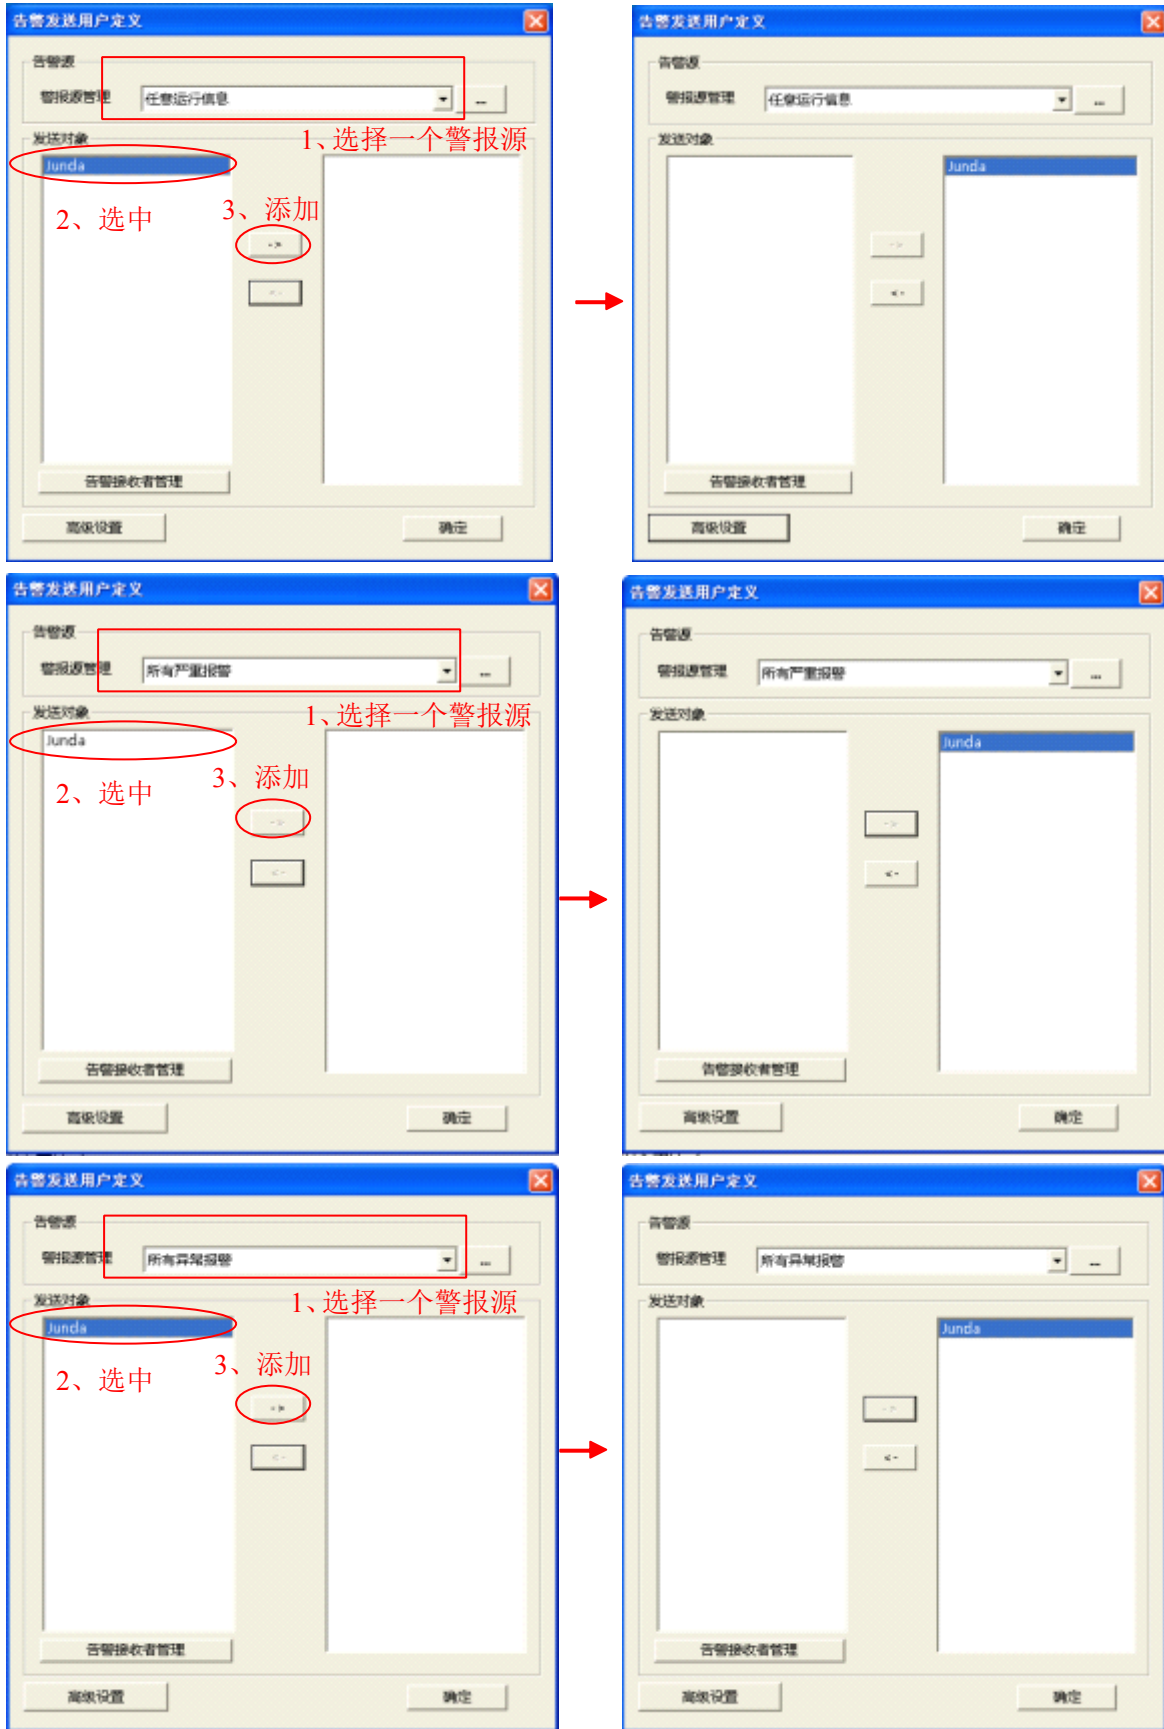 告警发送用户定义
告警源
警报源管理 任意运行信息 ...
1、选择一个警报源
发送对象
Junda
2、选中
3、添加
->
<-
告警接收者管理
高级设置 确定
告警发送用户定义
告警源
警报源管理 任意运行信息 ...
发送对象
Junda
->
<-
告警接收者管理
高级设置 确定
告警发送用户定义
告警源
警报源管理 所有严重报警 ...
1、选择一个警报源
发送对象
Junda
2、选中
3、添加
->
<-
告警接收者管理
高级设置 确定
告警发送用户定义
告警源
警报源管理 所有严重报警 ...
发送对象
Junda
->
<-
告警接收者管理
高级设置 确定
告警发送用户定义
告警源
警报源管理 所有异常报警 ...
1、选择一个警报源
发送对象
Junda
2、选中
3、添加
->
<-
告警接收者管理
高级设置 确定
告警发送用户定义
告警源
警报源管理 所有异常报警 ...
发送对象
Junda
->
<-
告警接收者管理
高级设置 确定